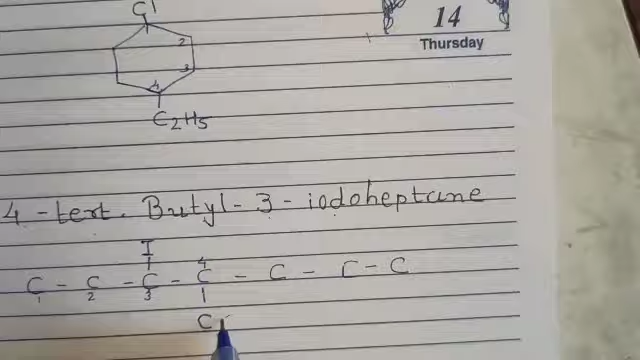 Cl
14
Thursday
2
3
4
C2H5
4 - tert. Butyl - 3 - iodoheptane
I
4
C - C - C - C - C - C - C
1 2 3
C